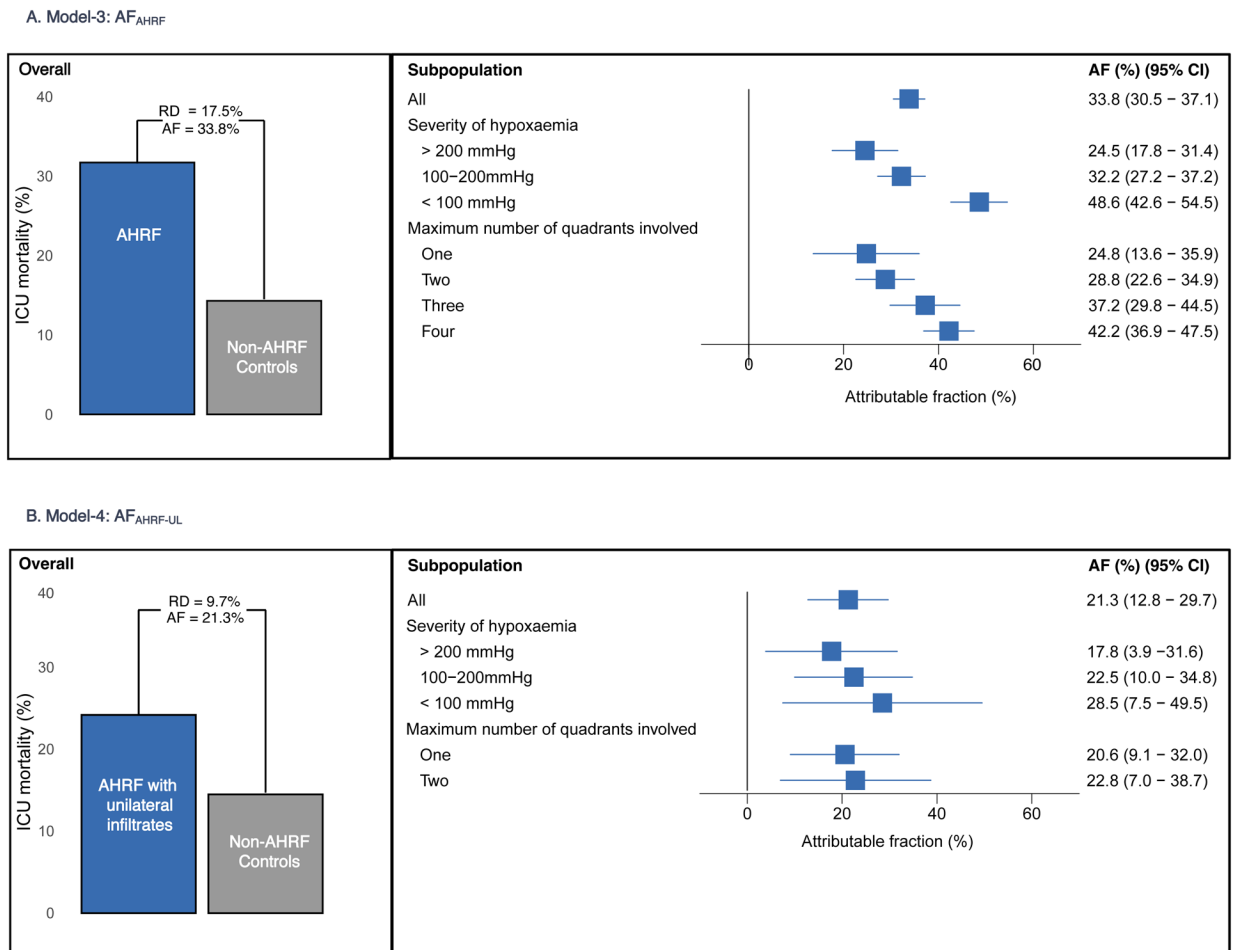 A. Model-3: AFAHRF
Overall
40
30
20
10
0
ICU mortality (%)
RD = 17.5%
AF = 33.8%
AHRF
Non-AHRF
Controls
Subpopulation AF (%) (95% CI)
All 33.8 (30.5 − 37.1)
Severity of hypoxaemia
> 200 mmHg 24.5 (17.8 − 31.4)
100−200mmHg 32.2 (27.2 − 37.2)
< 100 mmHg 48.6 (42.6 − 54.5)
Maximum number of quadrants involved
One 24.8 (13.6 − 35.9)
Two 28.8 (22.6 − 34.9)
Three 37.2 (29.8 − 44.5)
Four 42.2 (36.9 − 47.5)
0 20 40 60
Attributable fraction (%)
B. Model-4: AFAHRF-UL
Overall
40
30
20
10
0
ICU mortality (%)
RD = 9.7%
AF = 21.3%
AHRF with
unilateral
infiltrates
Non-AHRF
Controls
Subpopulation AF (%) (95% CI)
All 21.3 (12.8 − 29.7)
Severity of hypoxaemia
> 200 mmHg 17.8 (3.9 −31.6)
100−200mmHg 22.5 (10.0 − 34.8)
< 100 mmHg 28.5 (7.5 − 49.5)
Maximum number of quadrants involved
One 20.6 (9.1 − 32.0)
Two 22.8 (7.0 − 38.7)
0 20 40 60
Attributable fraction (%)